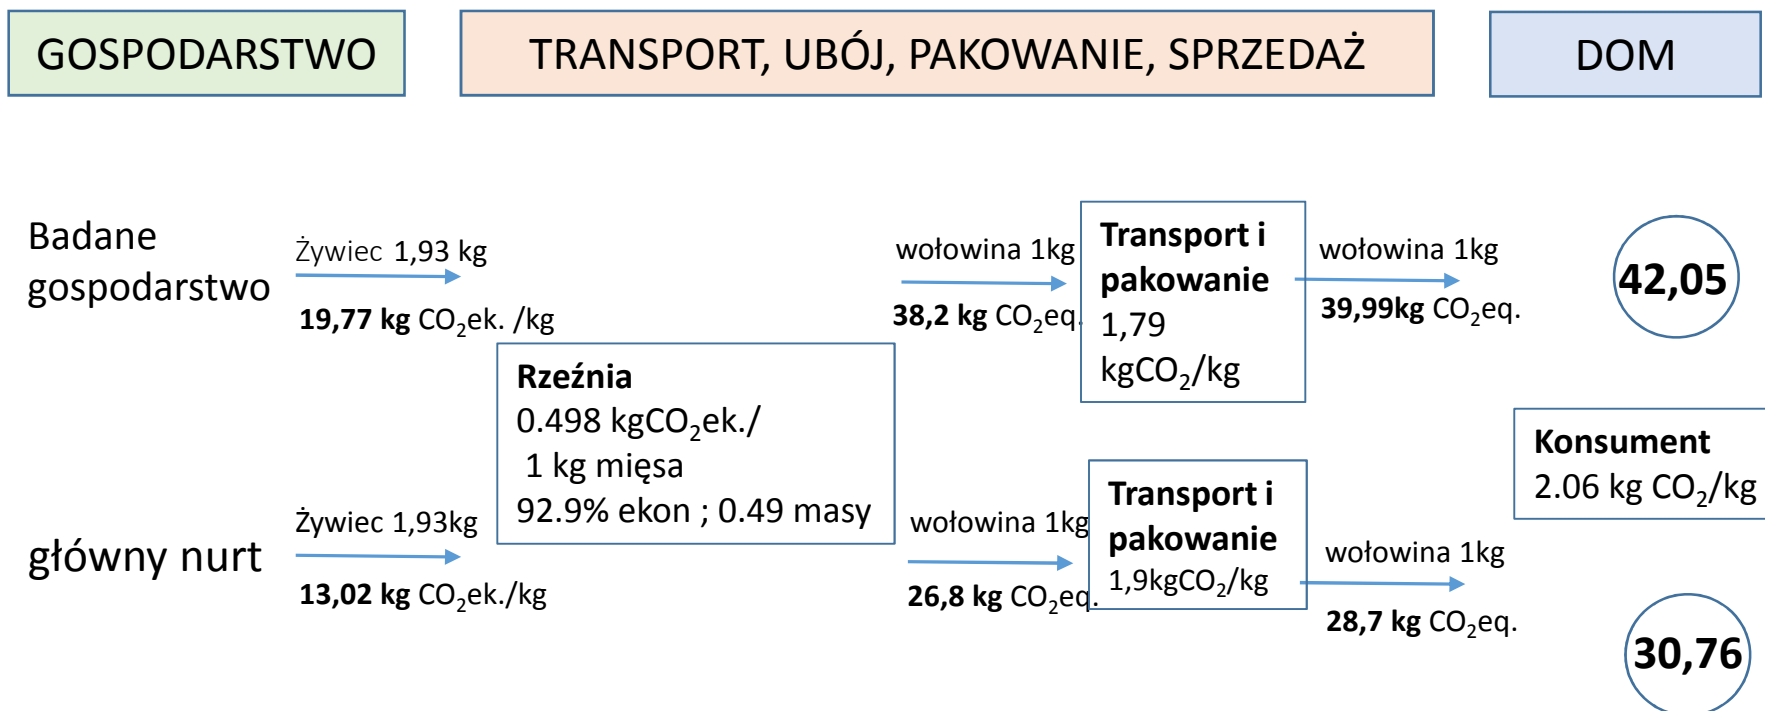 GOSPODARSTWO
TRANSPORT, UBÓJ, PAKOWANIE, SPRZEDAŻ
DOM
Badane
gospodarstwo
Żywiec 1,93 kg
19,77 kg CO₂ek. /kg
wołowina 1kg
38,2 kg CO₂eq.
Transport i
pakowanie
1,79
kgCO₂/kg
wołowina 1kg
39,99kg CO₂eq.
42,05
Rzeźnia
0.498 kgCO₂ek./
1 kg mięsa
92.9% ekon ; 0.49 masy
Konsument
2.06 kg CO₂/kg
główny nurt
Żywiec 1,93kg
13,02 kg CO₂ek./kg
wołowina 1kg
26,8 kg CO₂eq.
Transport i
pakowanie
1,9kgCO₂/kg
wołowina 1kg
28,7 kg CO₂eq.
30,76